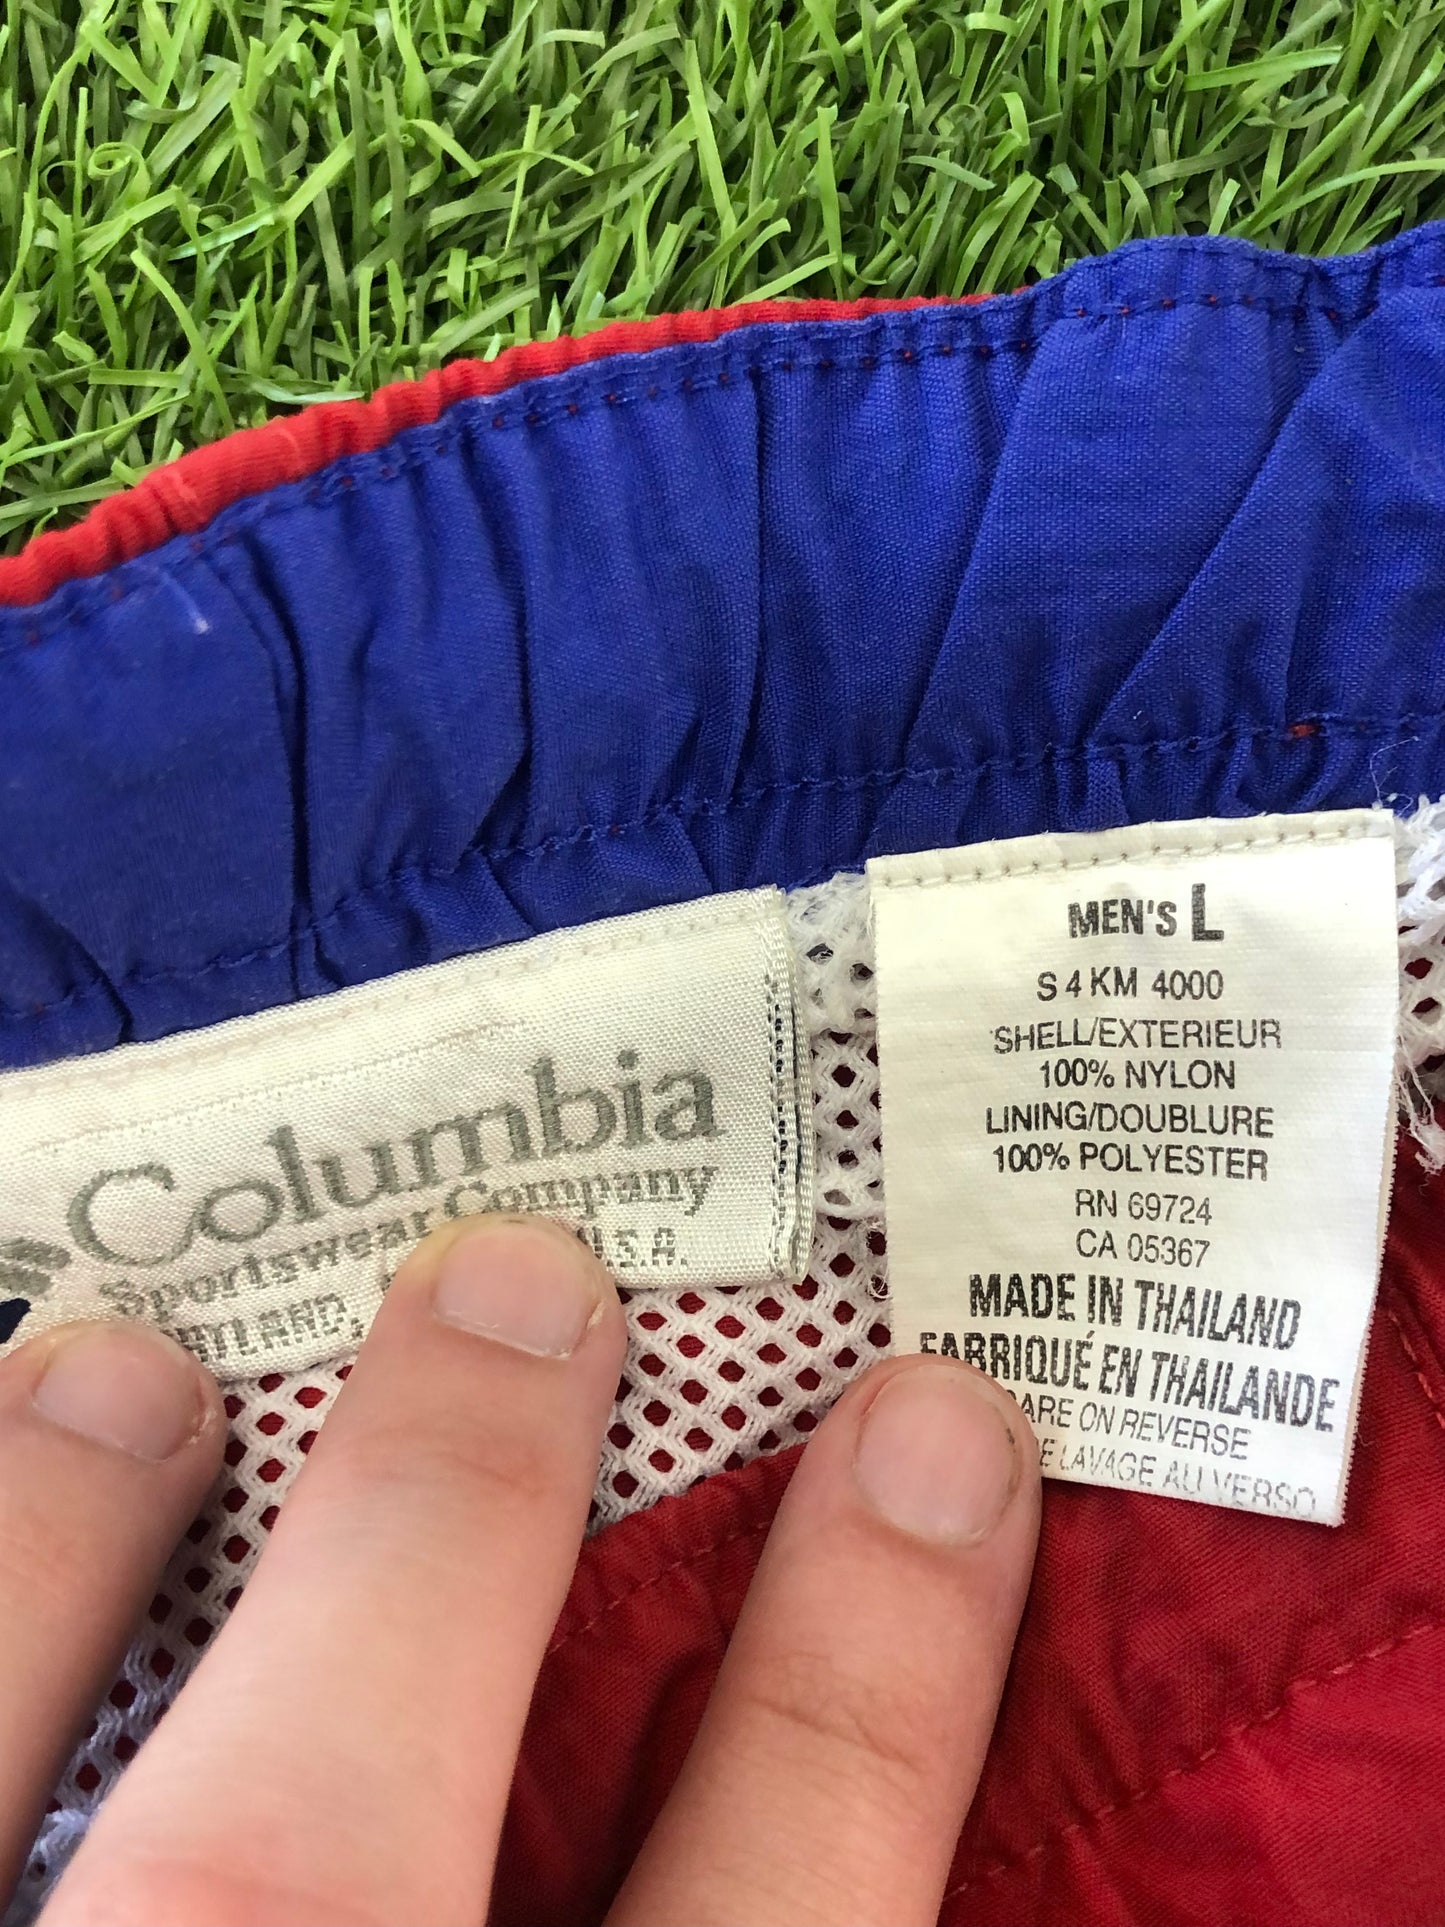 Columbia
Sportswear Company
U.S.A.
MEN'S L
S 4 KM 4000
SHELL/EXTERIEUR
100% NYLON
LINING/DOUBLURE
100% POLYESTER
RN 69724
CA 05367
MADE IN THAILAND
FABRIQUÉ EN THAILANDE
ON REVERSE
LAVAGE AU VERSO